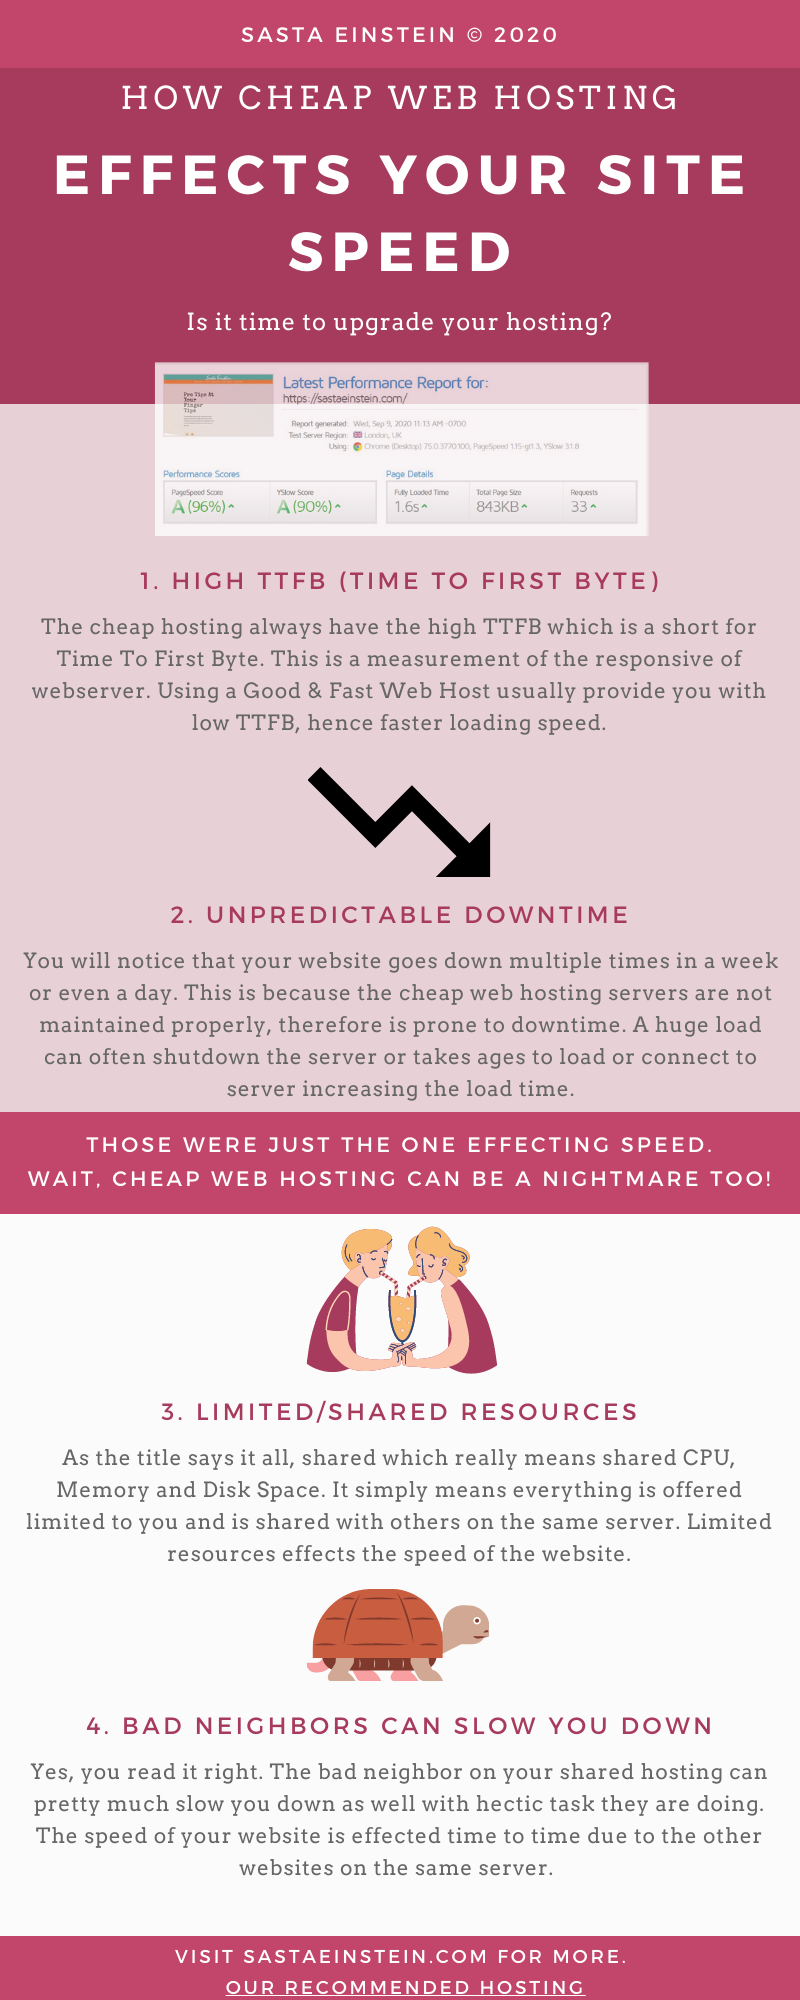 SASTA EINSTEIN © 2020
HOW CHEAP WEB HOSTING
EFFECTS YOUR SITE
SPEED
Is it time to upgrade your hosting?
Sasta Einstein
Pro Tips At
Your
Finger
Tips
Latest Performance Report for:
https://sastaeinstein.com/
Report generated: Wed, Sep 9, 2020 11:13 AM -0700
Test Server Region: London, UK
Using: Chrome (Desktop) 75.0.3770.100, PageSpeed 1.15-gt1.3, YSlow 3.1.8
Performance Scores
Page Details
PageSpeed Score YSlow Score Fully Loaded Time Total Page Size Requests
A (96%) A (90%) 1.6s 843KB 33
1. HIGH TTFB (TIME TO FIRST BYTE)
The cheap hosting always have the high TTFB which is a short for
Time To First Byte. This is a measurement of the responsive of
webserver. Using a Good & Fast Web Host usually provide you with
low TTFB, hence faster loading speed.
2. UNPREDICTABLE DOWNTIME
You will notice that your website goes down multiple times in a week
or even a day. This is because the cheap web hosting servers are not
maintained properly, therefore is prone to downtime. A huge load
can often shutdown the server or takes ages to load or connect to
server increasing the load time.
THOSE WERE JUST THE ONE EFFECTING SPEED.
WAIT, CHEAP WEB HOSTING CAN BE A NIGHTMARE TOO!
3. LIMITED/SHARED RESOURCES
As the title says it all, shared which really means shared CPU,
Memory and Disk Space. It simply means everything is offered
limited to you and is shared with others on the same server. Limited
resources effects the speed of the website.
4. BAD NEIGHBORS CAN SLOW YOU DOWN
Yes, you read it right. The bad neighbor on your shared hosting can
pretty much slow you down as well with hectic task they are doing.
The speed of your website is effected time to time due to the other
websites on the same server.
VISIT SASTAEINSTEIN.COM FOR MORE.
OUR RECOMMENDED HOSTING